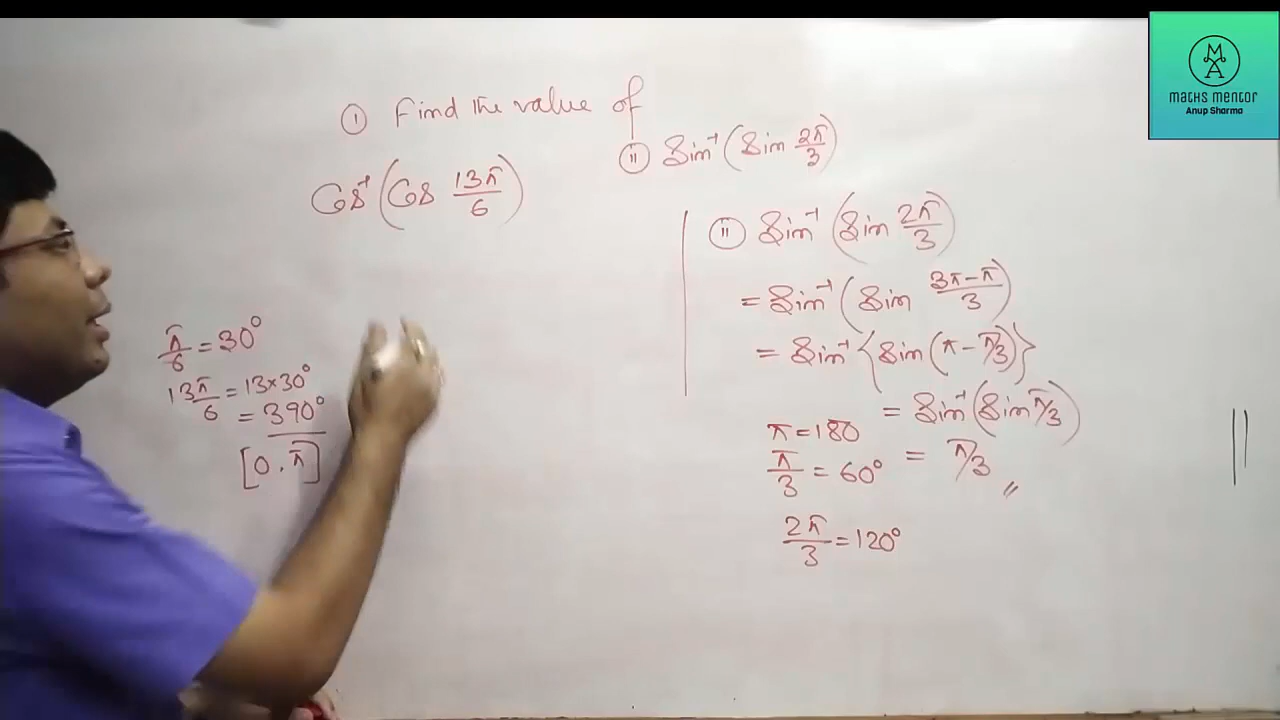 ① Find the value of
Cos⁻¹(Cos 13π/6)
ⅱ Sin⁻¹(Sin 2π/3)
π/6 = 30°
13π/6 = 13×30°
= 390°
[0, π]
ⅱ Sin⁻¹(Sin 2π/3)
= Sin⁻¹(Sin 3π-π/3)
= Sin⁻¹{Sin(π-π/3)}
= Sin⁻¹(Sin π/3)
= π/3 〃
π = 180
π/3 = 60°
2π/3 = 120°
MA
maths mentor
Anup Sharma